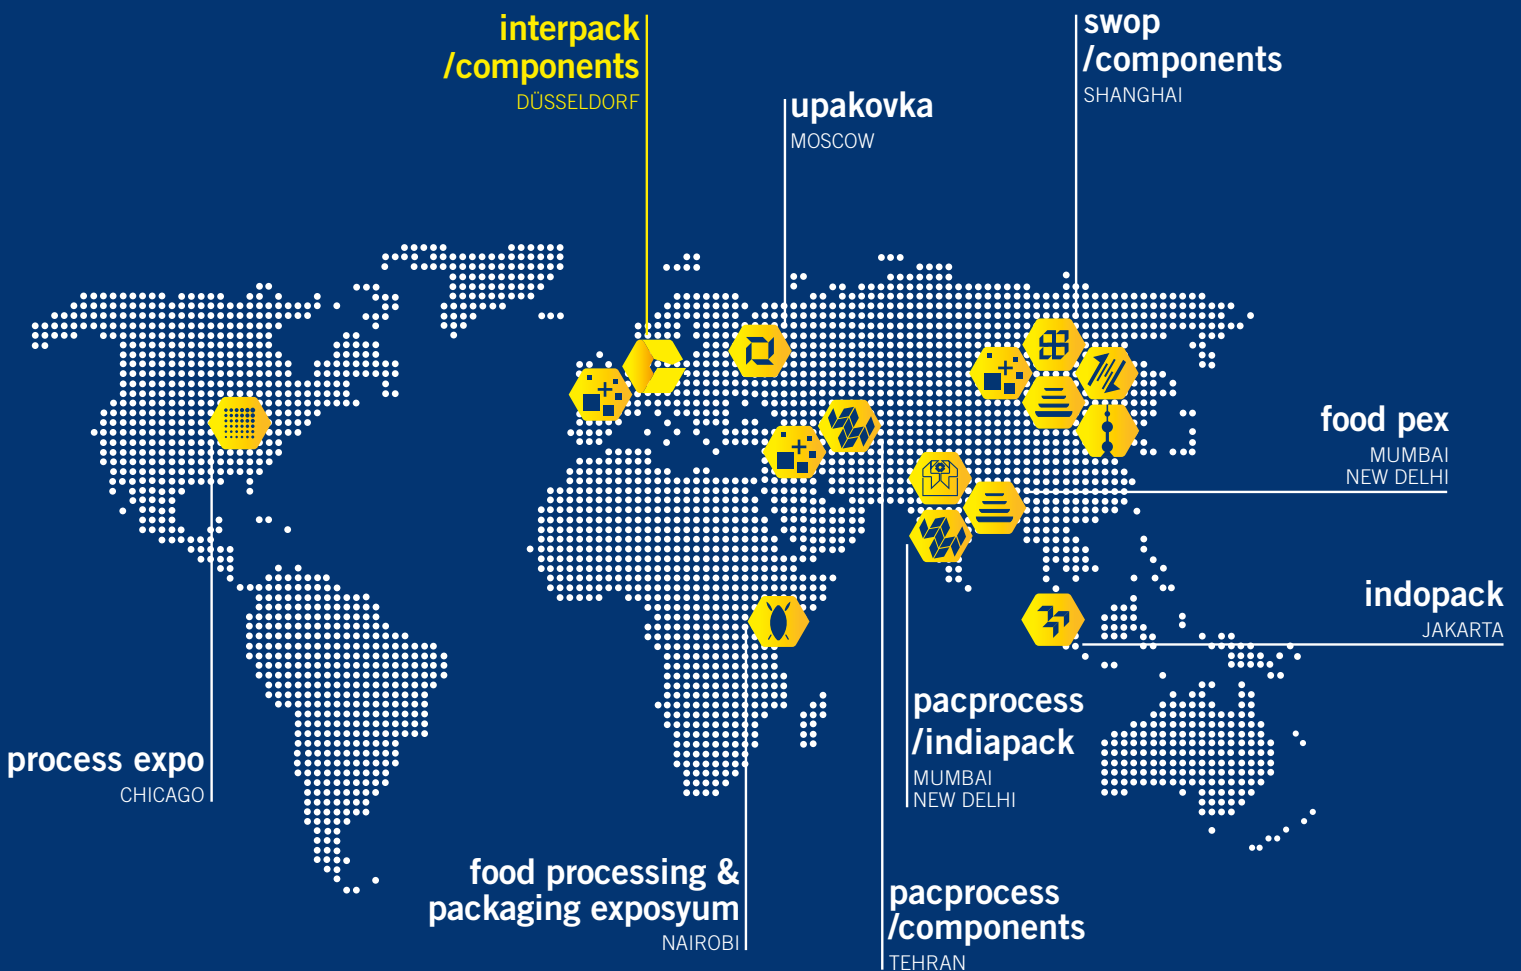 interpack
/components
DÜSSELDORF
swop
/components
SHANGHAI
upakovka
MOSCOW
food pex
MUMBAI
NEW DELHI
indopack
JAKARTA
pacprocess
/indiapack
MUMBAI
NEW DELHI
process expo
CHICAGO
food processing &
packaging exposyum
NAIROBI
pacprocess
/components
TEHRAN